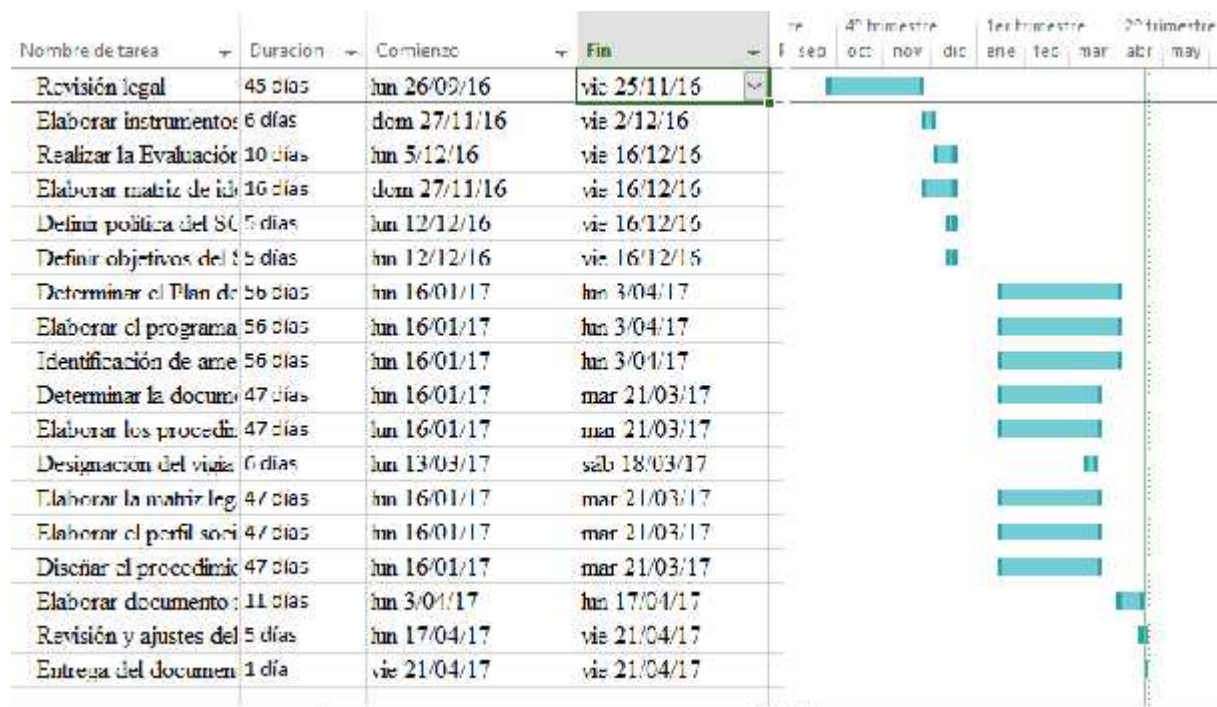 re 4º trimestre 1er trimestre 2º trimestre
Nombre de tarea Duración Comienzo Fin sep oct nov dic ene feb mar abr may
Revisión legal 45 días lun 26/09/16 vie 25/11/16
Elaborar instrumentos 6 días dom 27/11/16 vie 2/12/16
Realizar la Evaluación 10 días lun 5/12/16 vie 16/12/16
Elaborar matriz de ide 16 días dom 27/11/16 vie 16/12/16
Definir política del SG 5 días lun 12/12/16 vie 16/12/16
Definir objetivos del S 5 días lun 12/12/16 vie 16/12/16
Determinar el Plan de 56 días lun 16/01/17 lun 3/04/17
Elaborar el programa 56 días lun 16/01/17 lun 3/04/17
Identificación de ame 56 días lun 16/01/17 lun 3/04/17
Determinar la docum 47 días lun 16/01/17 mar 21/03/17
Elaborar los procedi 47 días lun 16/01/17 mar 21/03/17
Designación del vigia 6 días lun 13/03/17 sáb 18/03/17
Elaborar la matriz leg 47 días lun 16/01/17 mar 21/03/17
Elaborar el perfil soci 47 días lun 16/01/17 mar 21/03/17
Diseñar el procedimie 47 días lun 16/01/17 mar 21/03/17
Elaborar documento 11 días lun 3/04/17 lun 17/04/17
Revisión y ajustes del 5 días lun 17/04/17 vie 21/04/17
Entrega del documen 1 día vie 21/04/17 vie 21/04/17